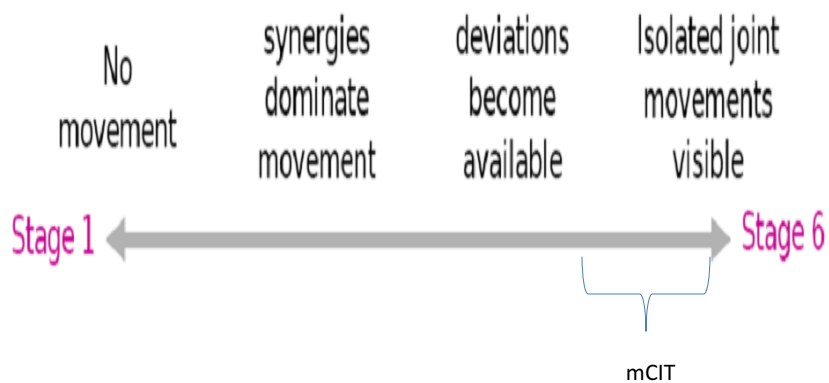 No
movement
synergies
dominate
movement
deviations
become
available
Isolated joint
movements
visible
Stage 1
Stage 6
mCIT